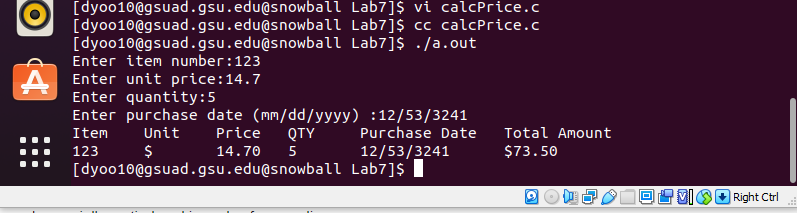 [dyoo10@gsuad.gsu.edu@snowball Lab7]$ vi calcPrice.c
[dyoo10@gsuad.gsu.edu@snowball Lab7]$ cc calcPrice.c
[dyoo10@gsuad.gsu.edu@snowball Lab7]$ ./a.out
Enter item number:123
Enter unit price:14.7
Enter quantity:5
Enter purchase date (mm/dd/yyyy) :12/53/3241
Item Unit Price QTY Purchase Date Total Amount
123 $ 14.70 5 12/53/3241 $73.50
[dyoo10@gsuad.gsu.edu@snowball Lab7]$
Right Ctrl